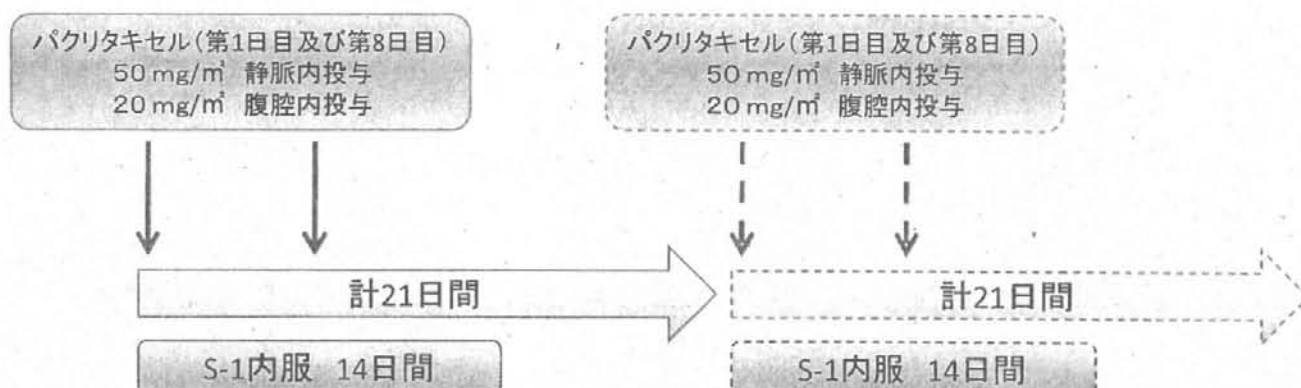 パクリタキセル(第1日目及び第8日目)
50 mg/㎡ 静脈内投与
20 mg/㎡ 腹腔内投与
パクリタキセル(第1日目及び第8日目)
50 mg/㎡ 静脈内投与
20 mg/㎡ 腹腔内投与
計21日間
計21日間
S-1内服 14日間
S-1内服 14日間